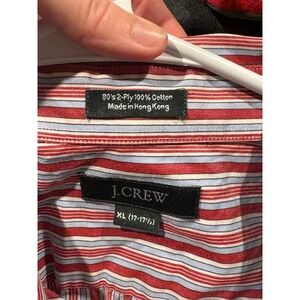 80's 2-Ply 100% Cotton
Made in Hong Kong
J.CREW
XL (17-17½)